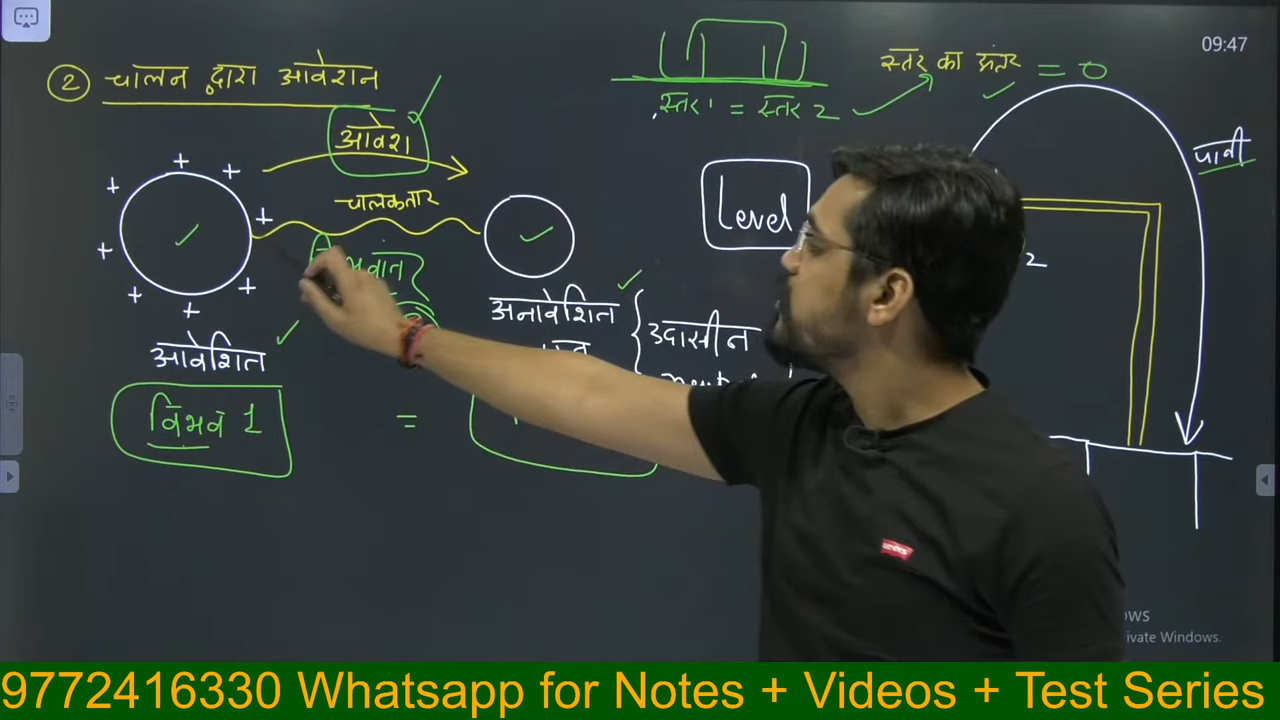 09:47
② चालन द्वारा आवेशन
स्तर का अंतर = 0
स्तर 1 = स्तर 2
आवेश
पानी
चालकतार
Level
2
अनावेशित
उदासीन
आवेशित
विभव 1 =
9772416330 Whatsapp for Notes + Videos + Test Series